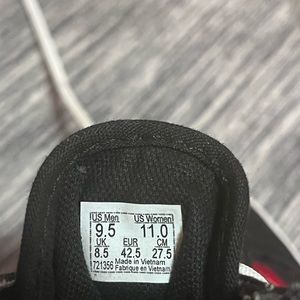 US Men US Women
9.5 11.0
UK EUR CM
8.5 42.5 27.5
721356 Made in Vietnam
Fabrique en Vietnam